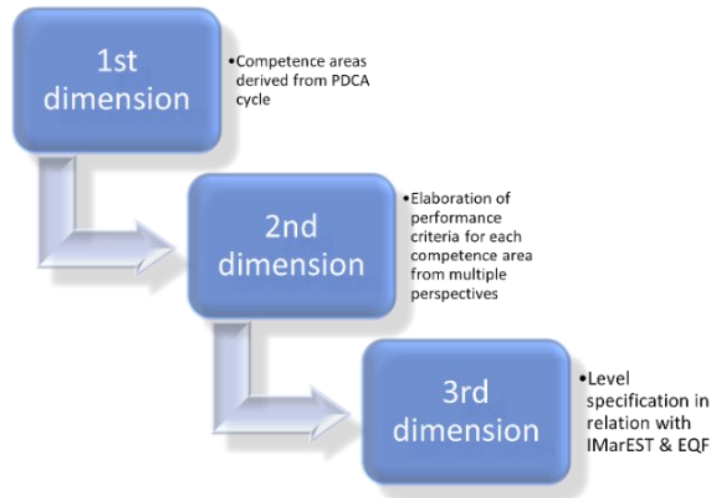 1st
dimension
•Competence areas
derived from PDCA
cycle
2nd
dimension
•Elaboration of
performance
criteria for each
competence area
from multiple
perspectives
3rd
dimension
•Level
specification in
relation with
IMarEST & EQF